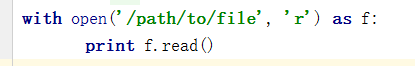 with open('/path/to/file', 'r') as f:
    print f.read()